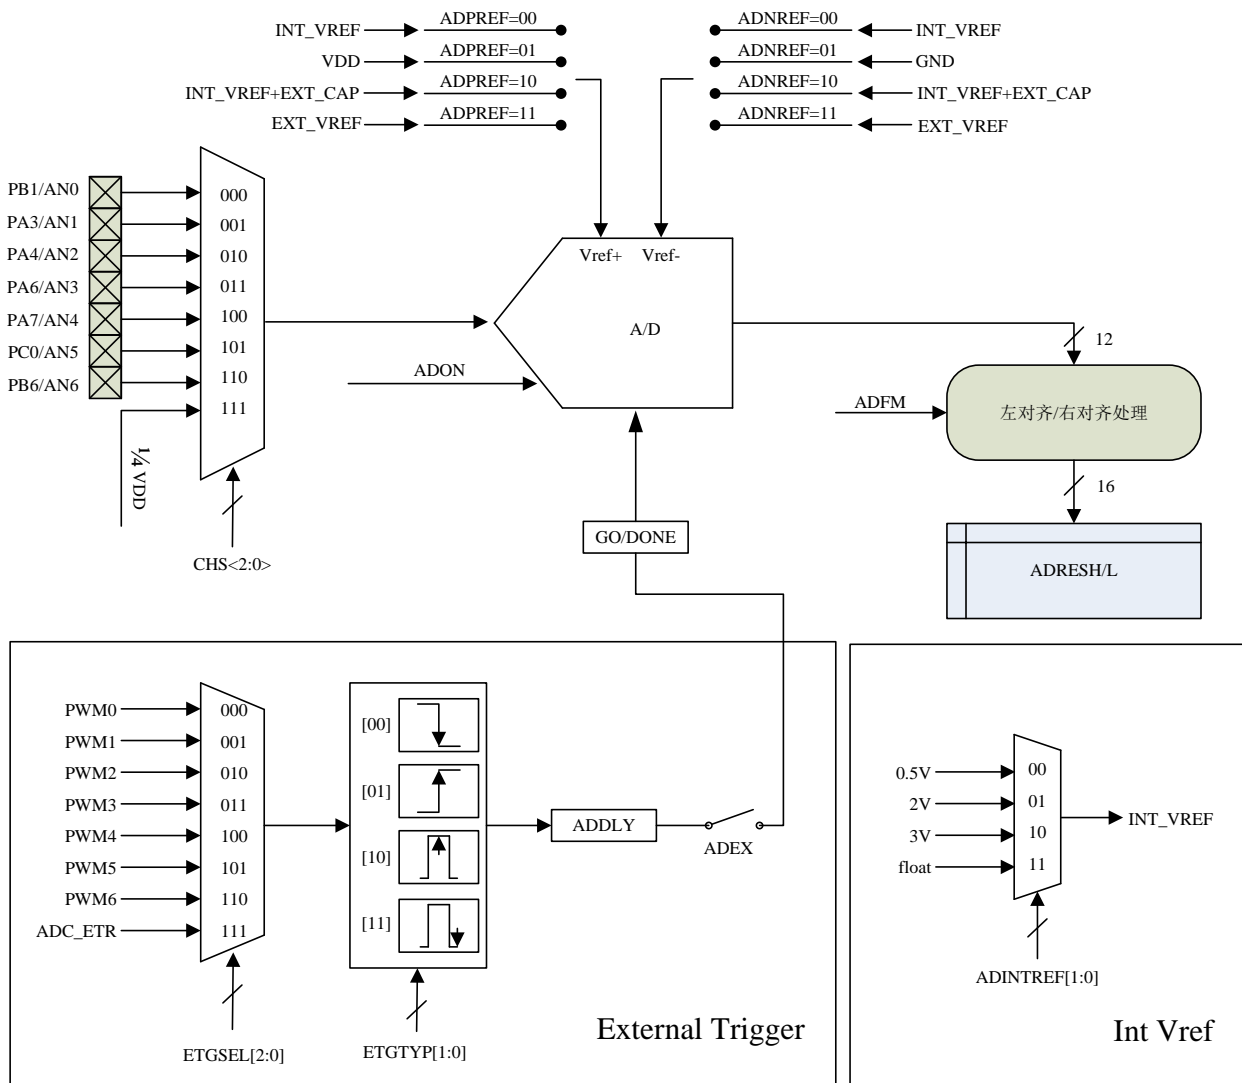 INT_VREF ADPREF=00 ADNREF=00 INT_VREF
VDD ADPREF=01 ADNREF=01 GND
INT_VREF+EXT_CAP ADPREF=10 ADNREF=10 INT_VREF+EXT_CAP
EXT_VREF ADPREF=11 ADNREF=11 EXT_VREF
PB1/AN0 000
PA3/AN1 001
PA4/AN2 010
PA6/AN3 011
PA7/AN4 100
PC0/AN5 101
PB6/AN6 110
111
¼ VDD
CHS<2:0>
Vref+ Vref-
A/D
ADON
12
ADFM
左对齐/右对齐处理
16
GO/DONE
ADRESH/L
PWM0 000
PWM1 001
PWM2 010
PWM3 011
PWM4 100
PWM5 101
PWM6 110
ADC_ETR 111
ETGSEL[2:0]
[00]
[01]
[10]
[11]
ETGTYP[1:0]
ADDLY
ADEX
External Trigger
0.5V 00
2V 01
3V 10
float 11
INT_VREF
ADINTREF[1:0]
Int Vref